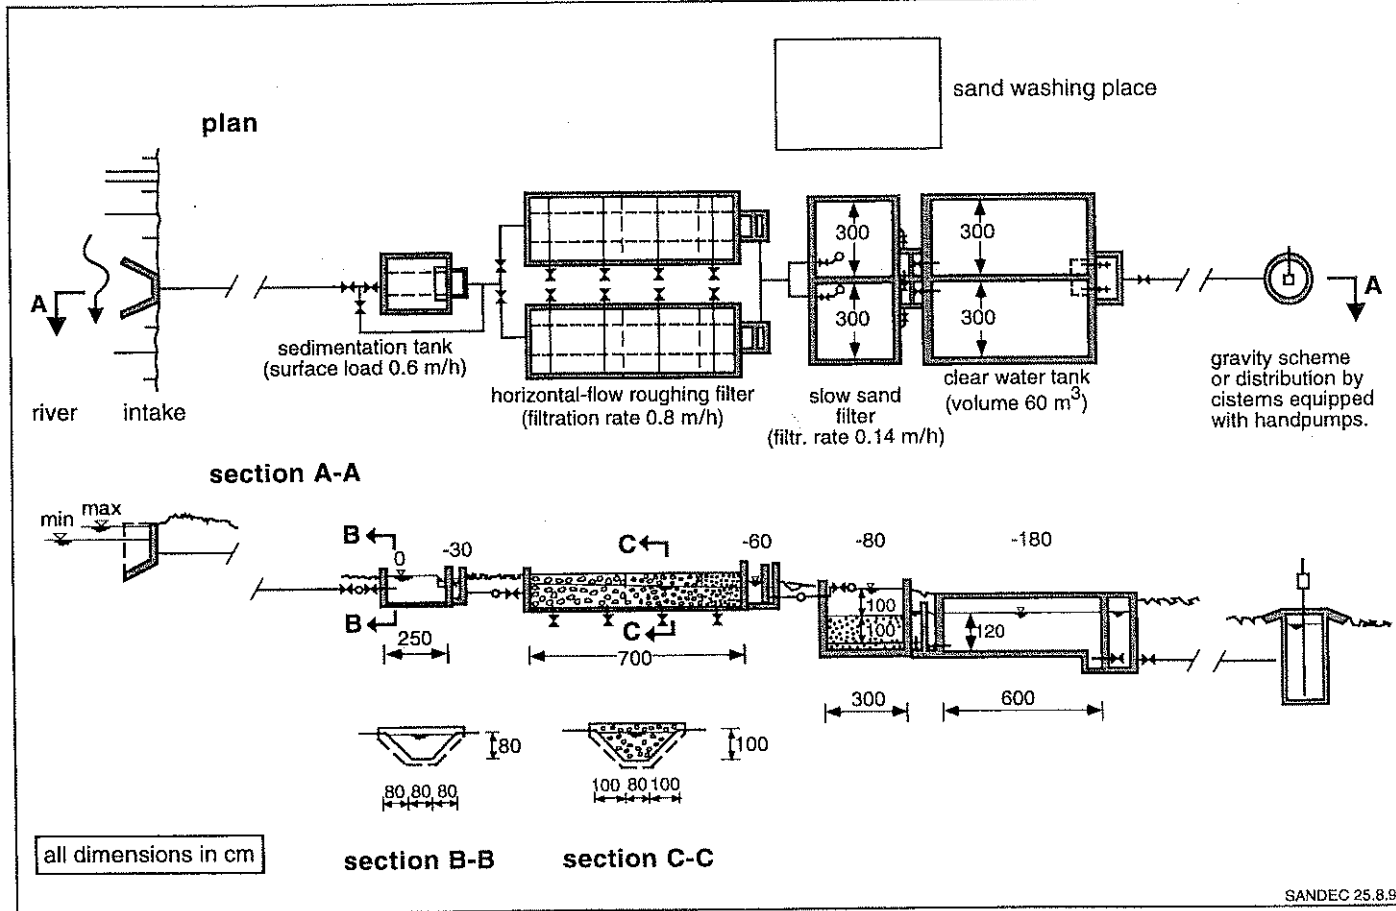 sand washing place
plan
300
300
300
300
A
A
sedimentation tank
(surface load 0.6 m/h)
horizontal-flow roughing filter
(filtration rate 0.8 m/h)
slow sand
filter
(filtr. rate 0.14 m/h)
clear water tank
(volume 60 m³)
gravity scheme
or distribution by
cisterns equipped
with handpumps.
river
intake
section A-A
min
max
B
0
-30
C
-60
-80
-180
100
100
120
B
C
250
700
300
600
80
100
80 80 80
100 80 100
all dimensions in cm
section B-B
section C-C
SANDEC 25.8.9